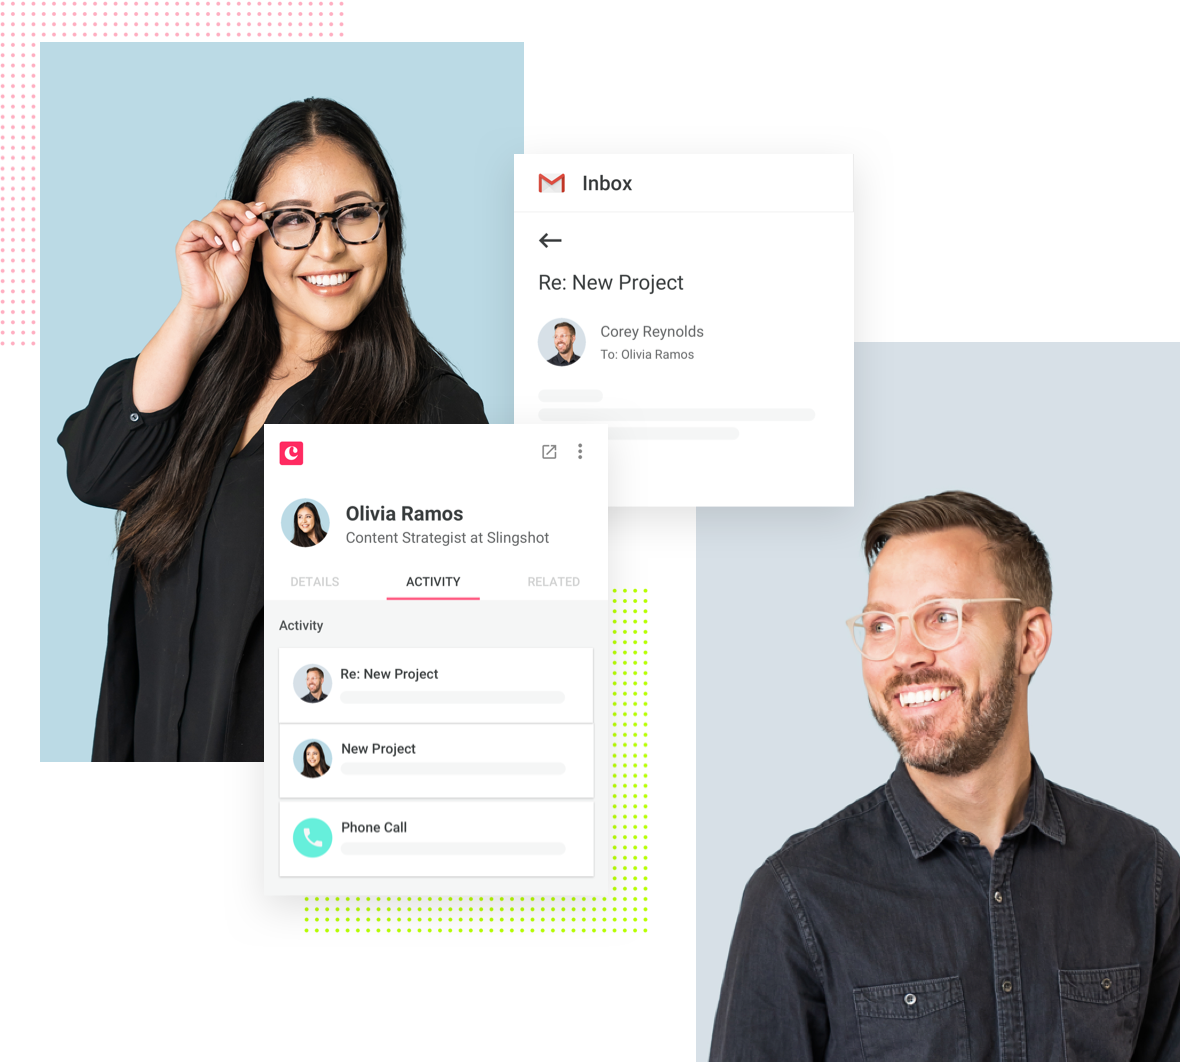 Inbox
Re: New Project
Corey Reynolds
To: Olivia Ramos
Olivia Ramos
Content Strategist at Slingshot
DETAILS ACTIVITY RELATED
Activity
Re: New Project
New Project
Phone Call